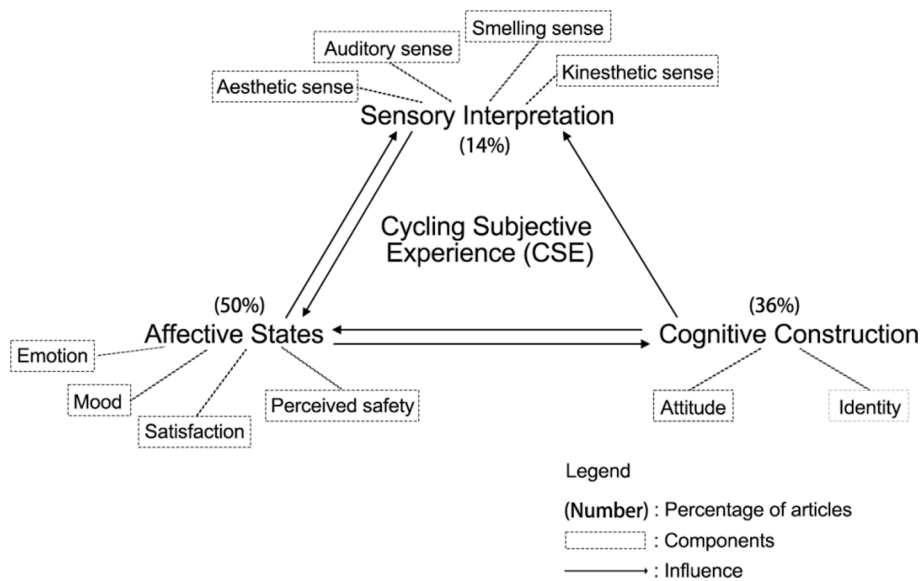 Smelling sense
Auditory sense
Aesthetic sense
Kinesthetic sense
Sensory Interpretation
(14%)
Cycling Subjective
Experience (CSE)
(50%)
Affective States
(36%)
Cognitive Construction
Emotion
Mood
Satisfaction
Perceived safety
Attitude
Identity
Legend
(Number) : Percentage of articles
: Components
: Influence